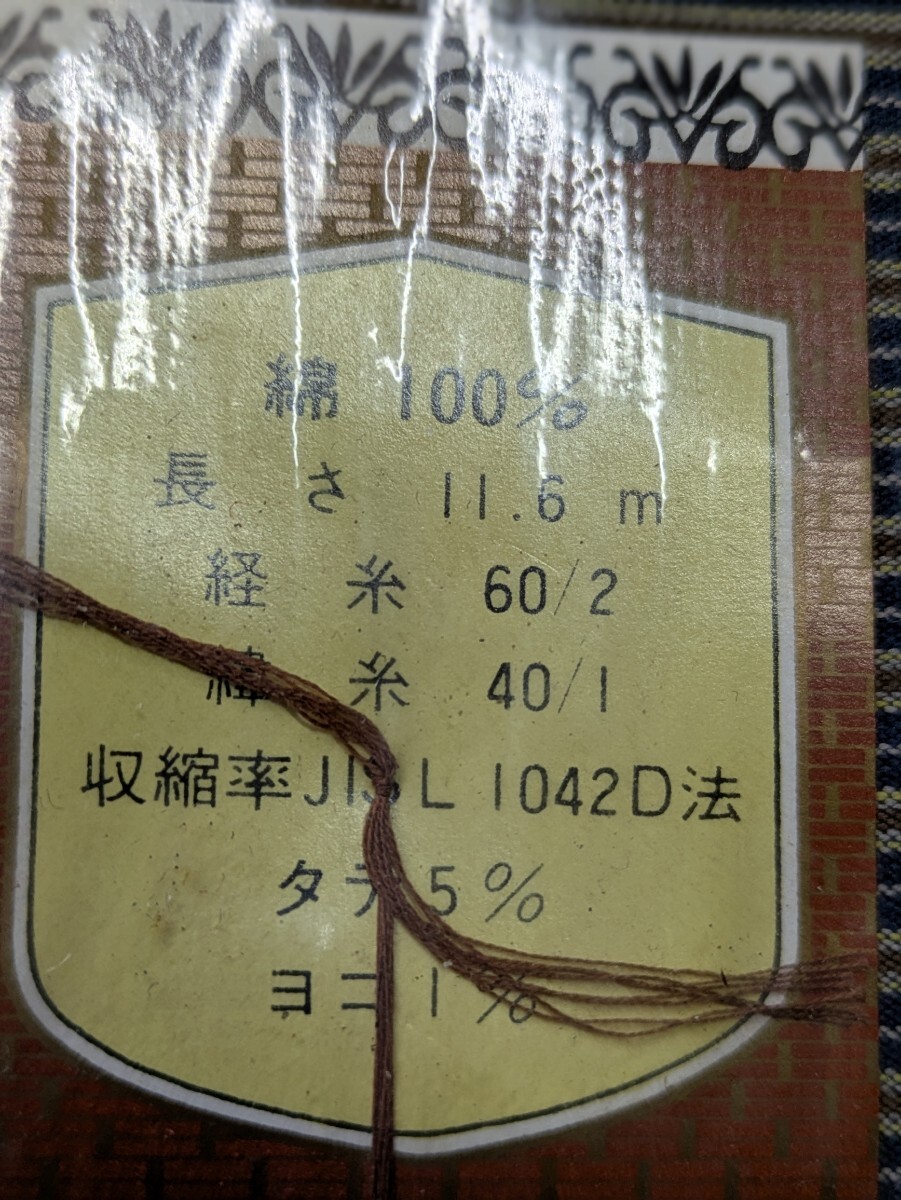 綿 100%
長さ 11.6 m
経糸 60/2
緯糸 40/1
収縮率JIS L 1042D法
タテ 5%
ヨコ 1%